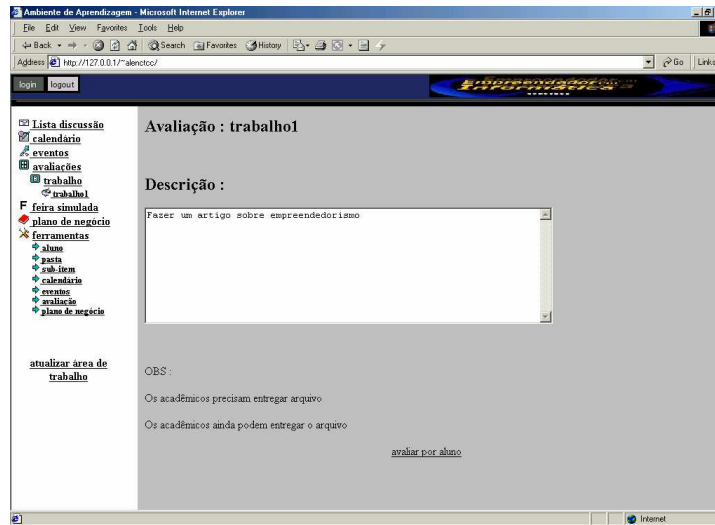 Ambiente de Aprendizagem - Microsoft Internet Explorer
File Edit View Favorites Tools Help
Back Search Favorites History
Address http://127.0.0.1/~alenctcc/ Go Links
login logout
Empreendedorismo
Informática
Lista discussão
calendário
eventos
avaliações
trabalho
trabalho1
F feira simulada
plano de negócio
ferramentas
aluno
pasta
sub-item
calendário
eventos
avaliação
plano de negócio
atualizar área de
trabalho
Avaliação : trabalho1
Descrição :
Fazer um artigo sobre empreendedorismo
OBS :
Os acadêmicos precisam entregar arquivo
Os acadêmicos ainda podem entregar o arquivo
avaliar por aluno
Internet